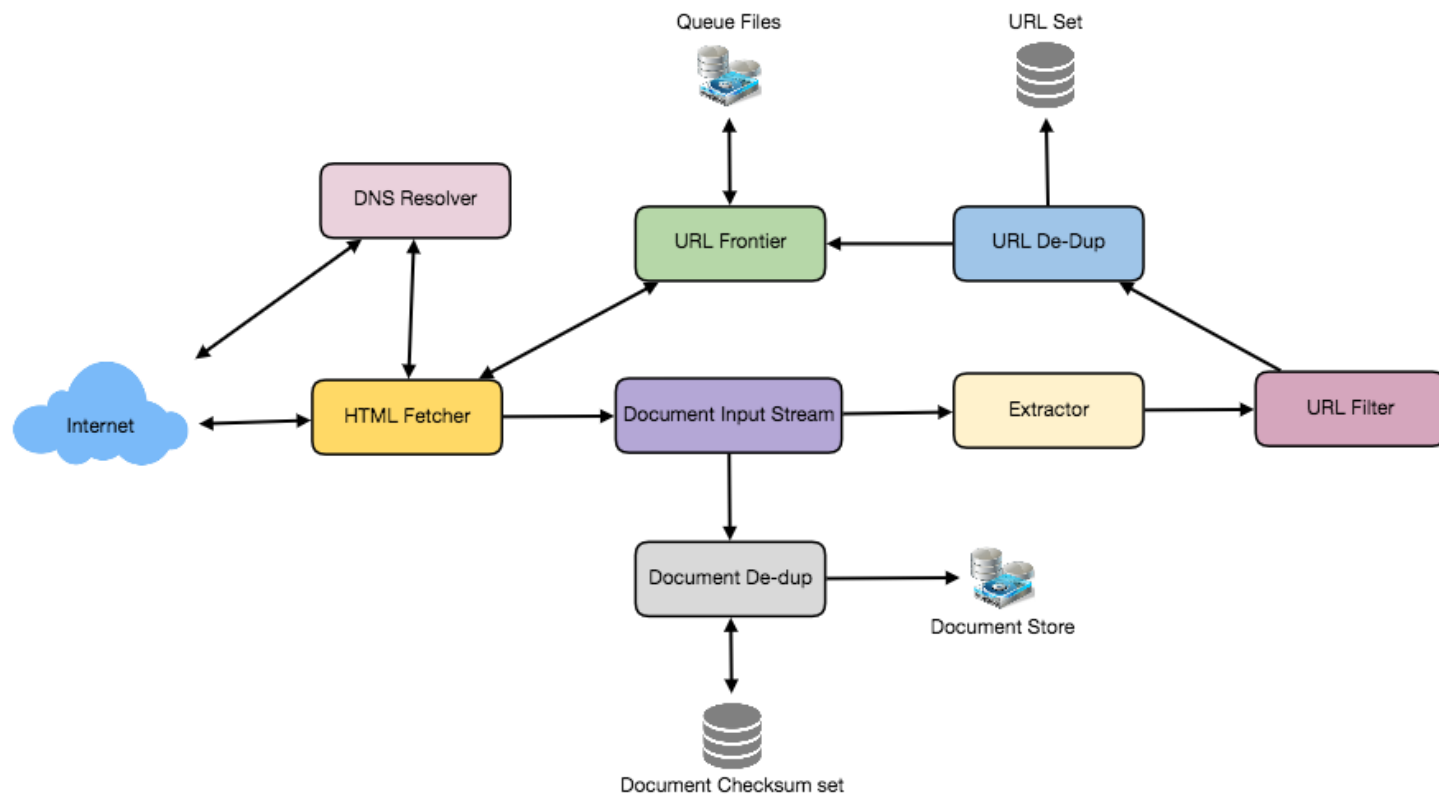 Queue Files
URL Set
DNS Resolver
URL Frontier
URL De-Dup
Internet
HTML Fetcher
Document Input Stream
Extractor
URL Filter
Document De-dup
Document Store
Document Checksum set